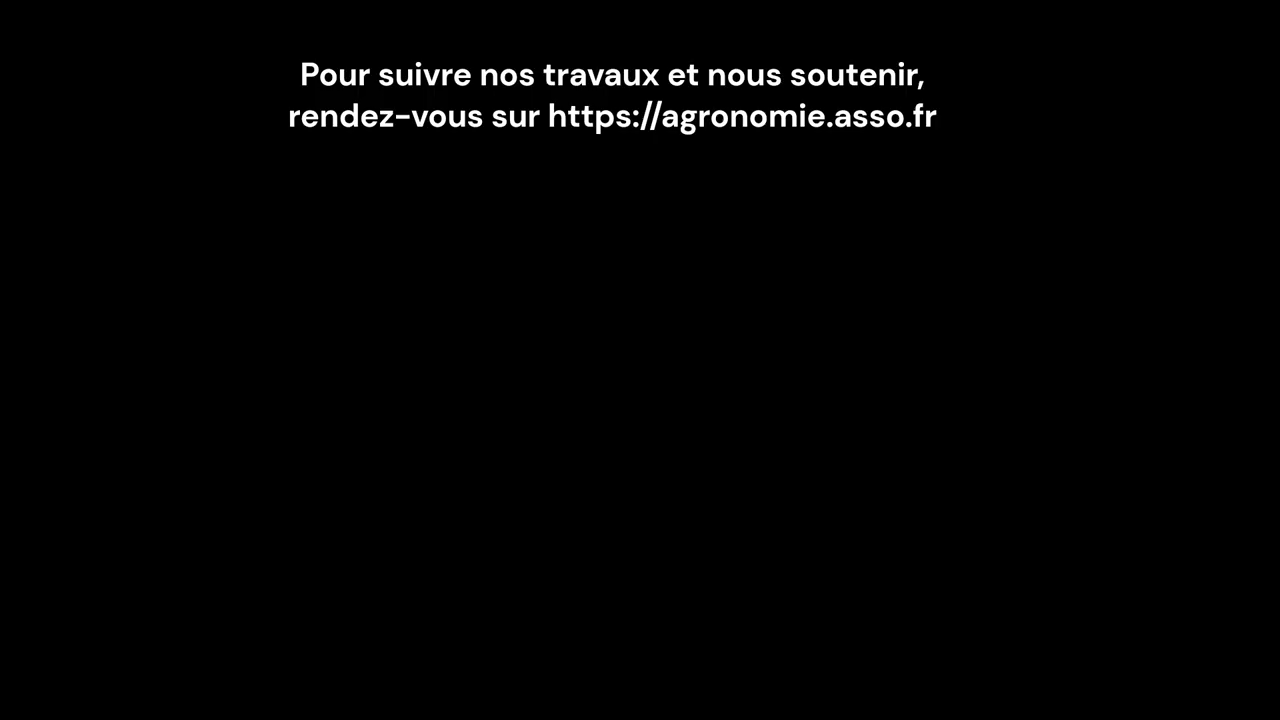 Pour suivre nos travaux et nous soutenir,
rendez-vous sur https://agronomie.asso.fr